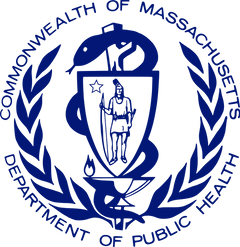 COMMONWEALTH OF MASSACHUSETTS
DEPARTMENT OF PUBLIC HEALTH